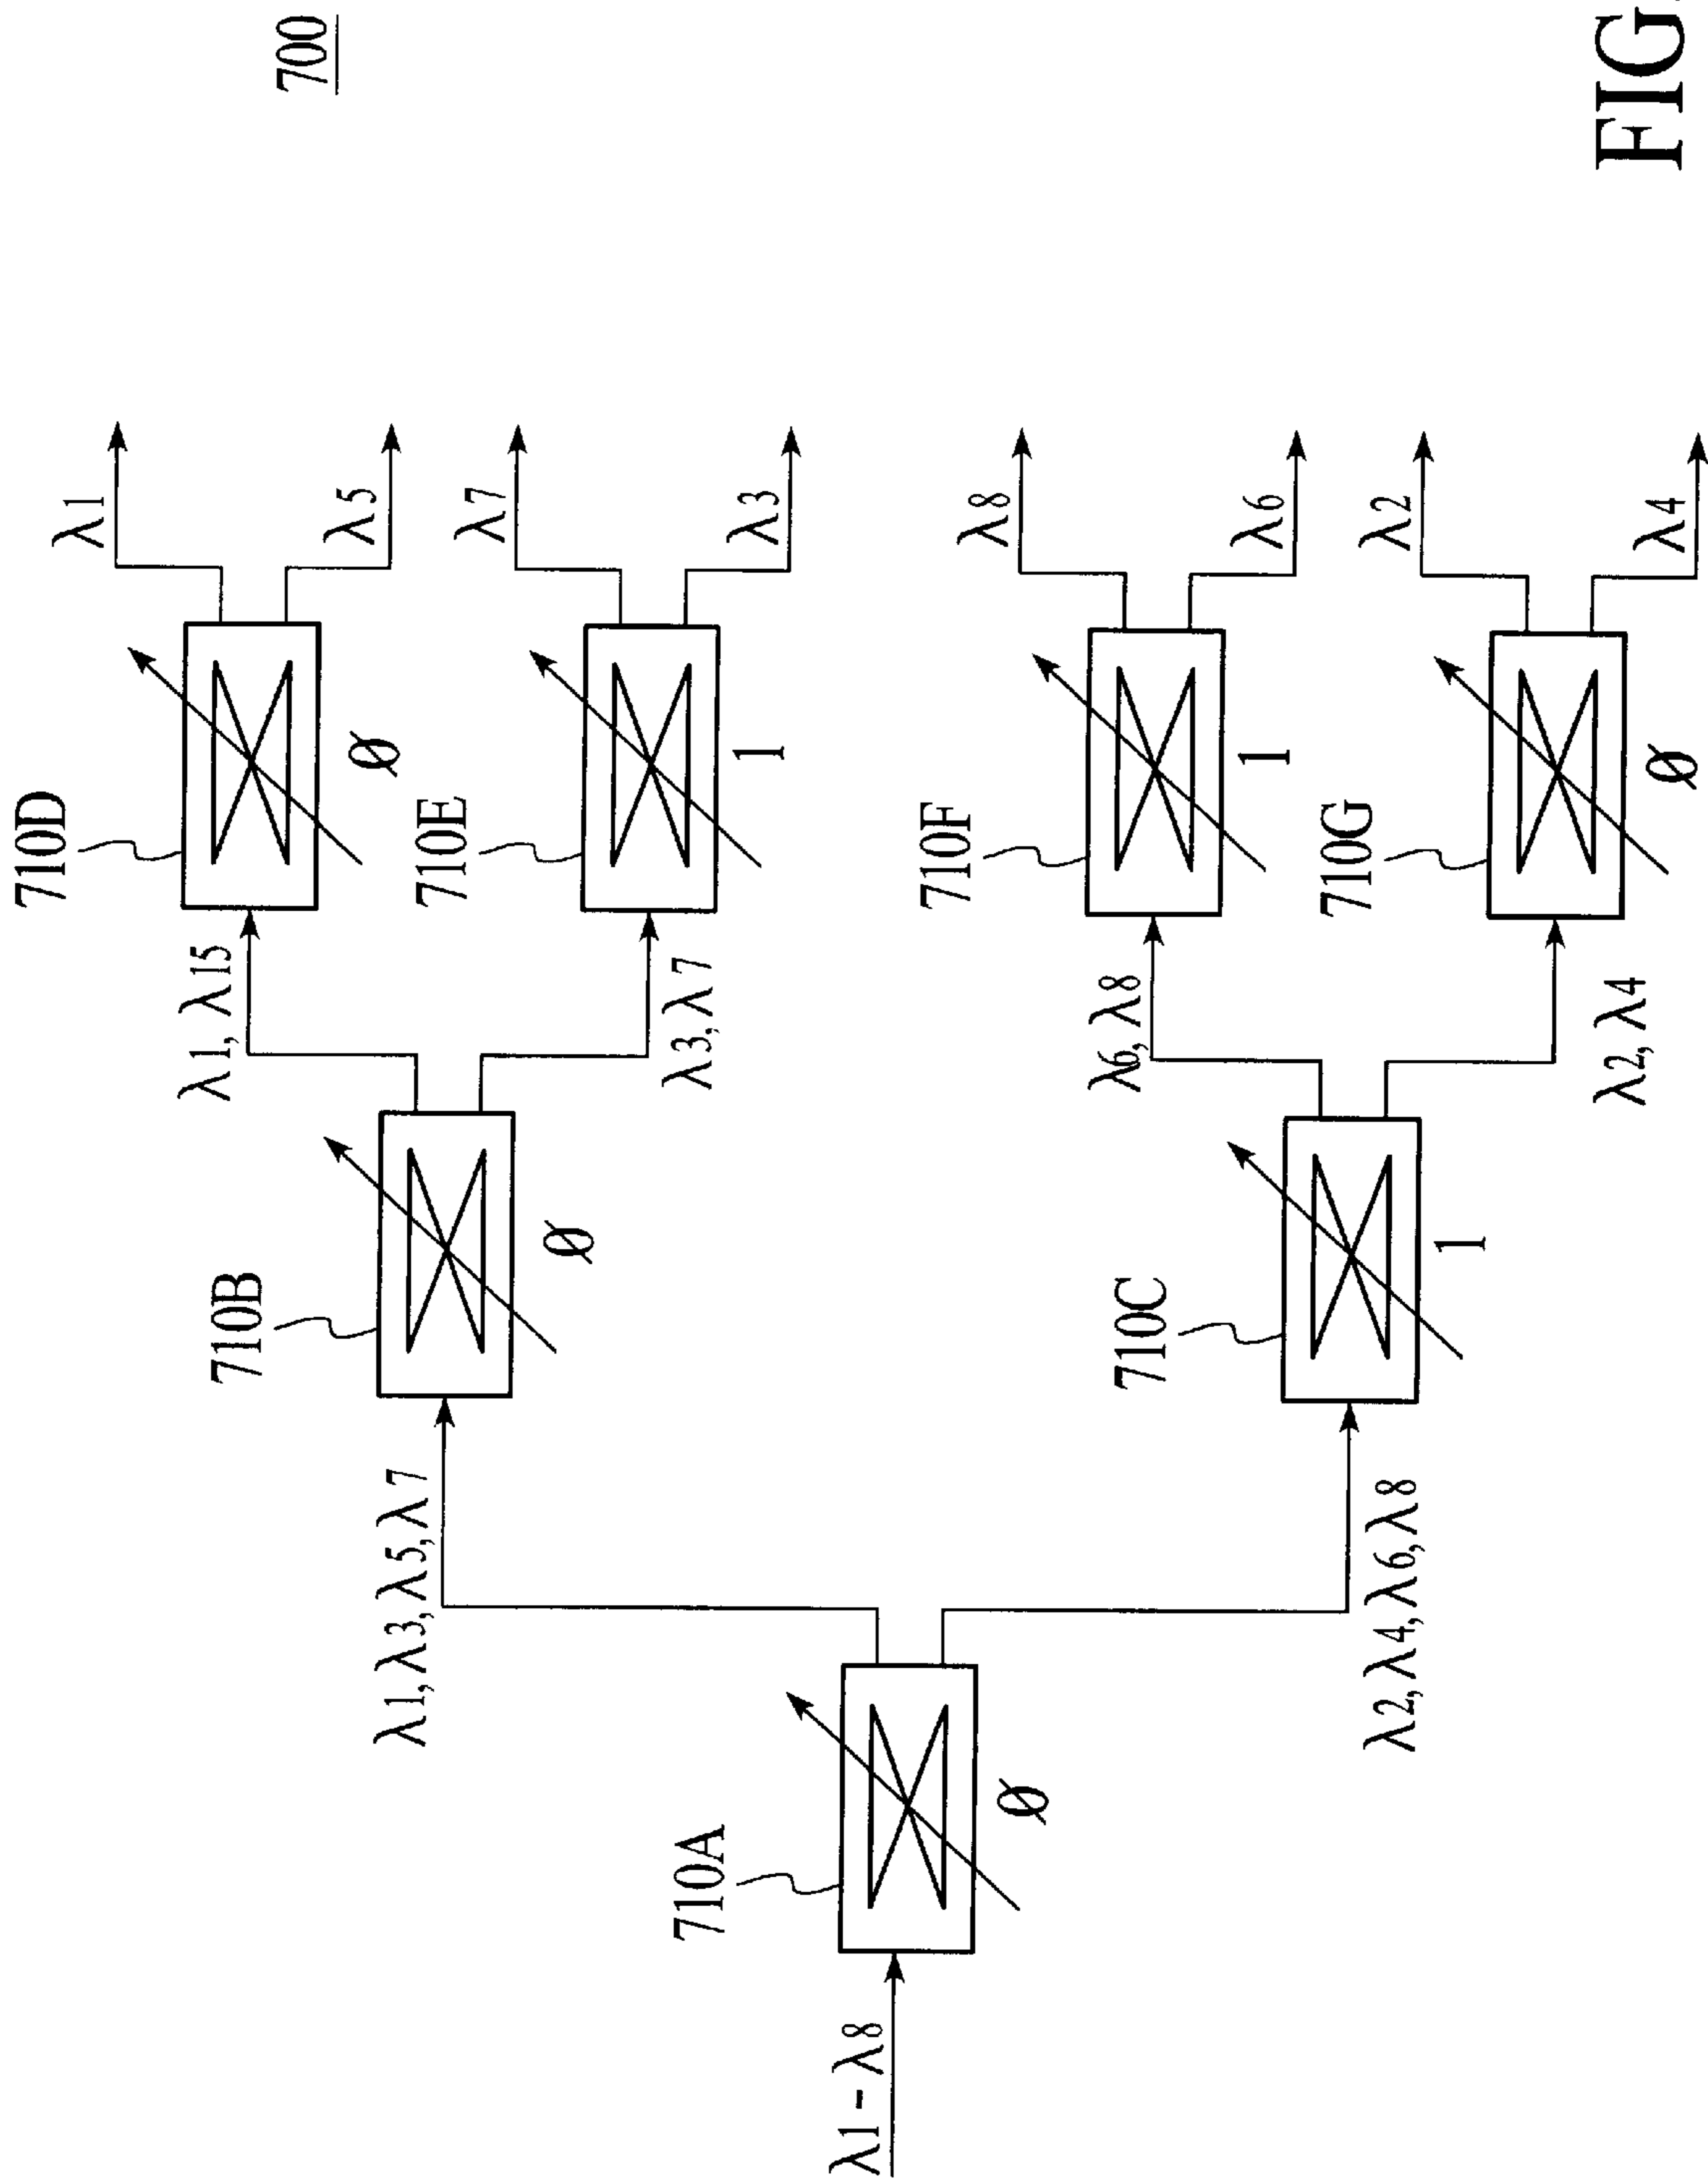 700
λ1 - λ8
710A
Ø
λ1, λ3, λ5, λ7
λ2, λ4, λ6, λ8
710B
Ø
710C
1
λ1, λ15
λ3, λ7
λ6, λ8
λ2, λ4
710D
Ø
710E
1
710F
1
710G
Ø
λ1
λ5
λ7
λ3
λ8
λ6
λ2
λ4
FIG.